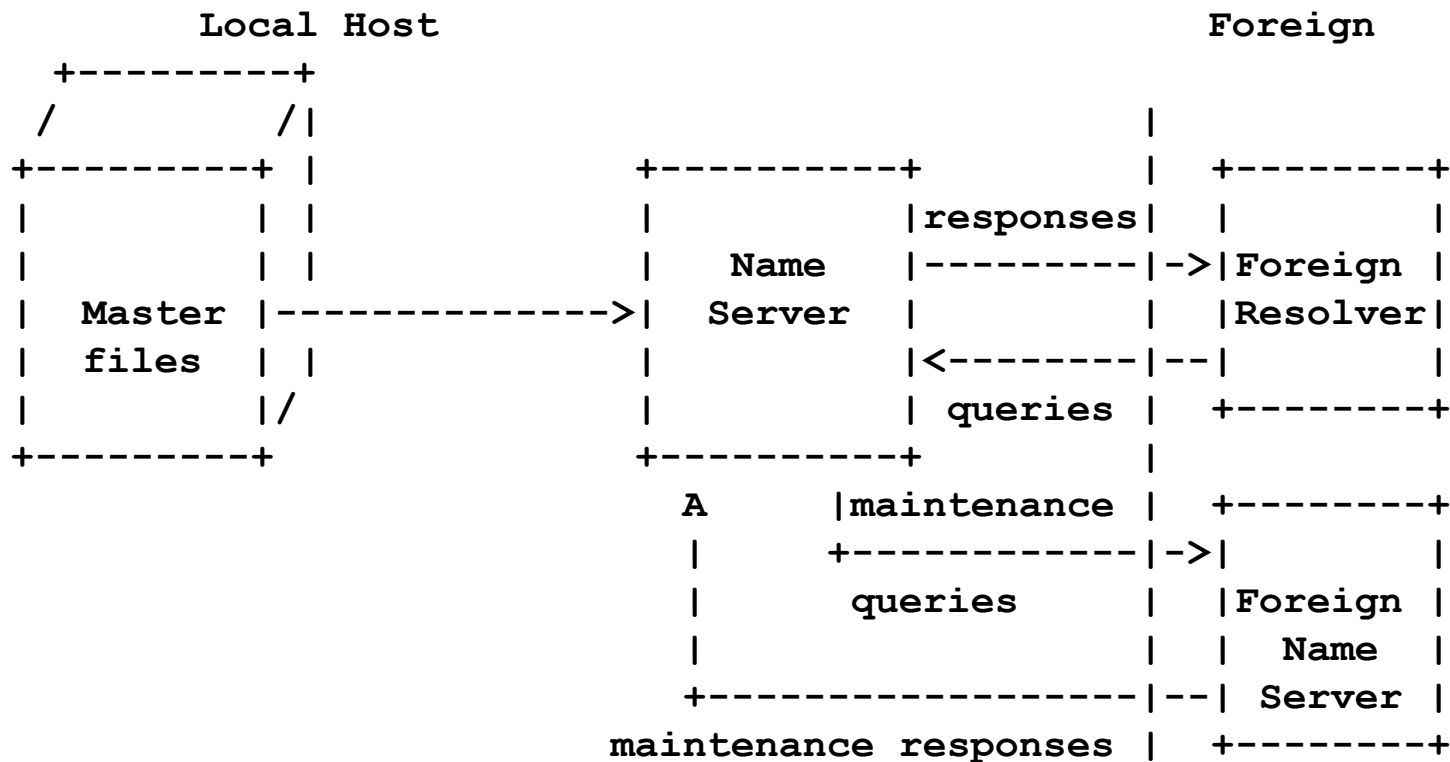 Local Host                        Foreign
responses
Name                Foreign
Master              Server              Resolver
files
queries
A    maintenance
queries             Foreign
Name
Server
maintenance responses